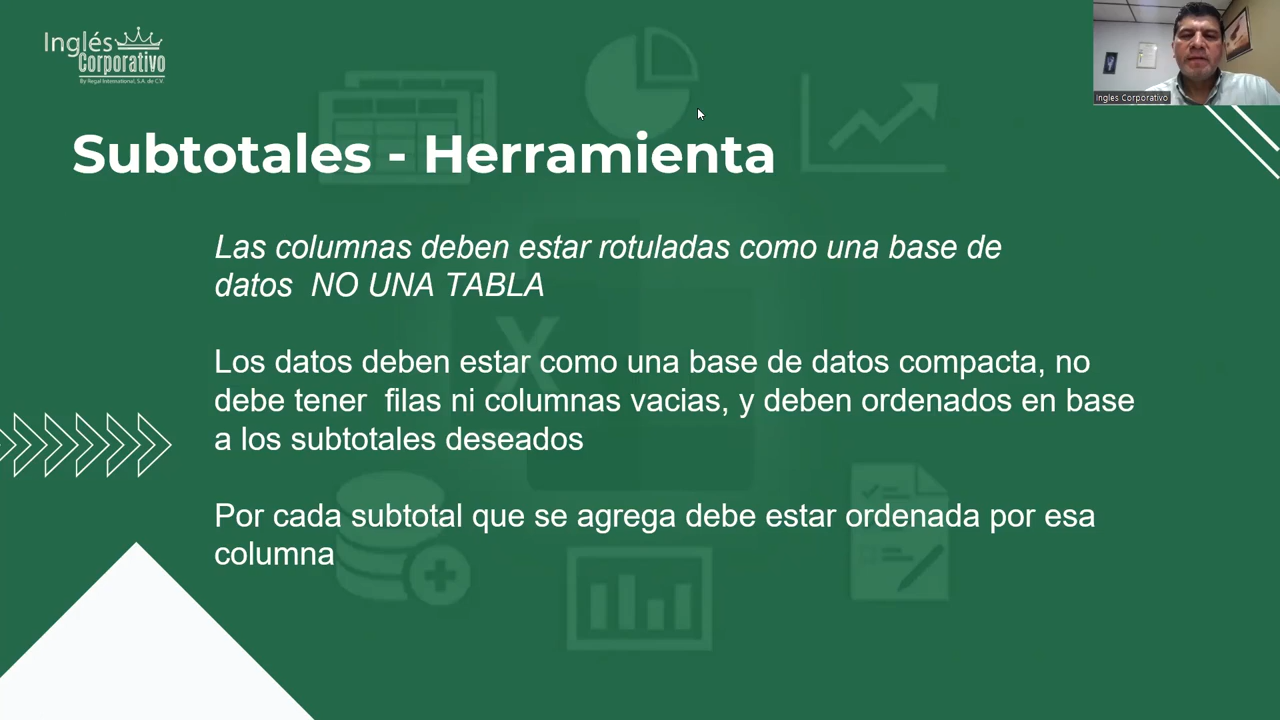 Inglés
Corporativo
By Regal International, S.A. de C.V.
Ingles Corporativo
Subtotales - Herramienta
Las columnas deben estar rotuladas como una base de
datos  NO UNA TABLA
Los datos deben estar como una base de datos compacta, no
debe tener  filas ni columnas vacias, y deben ordenados en base
a los subtotales deseados
Por cada subtotal que se agrega debe estar ordenada por esa
columna